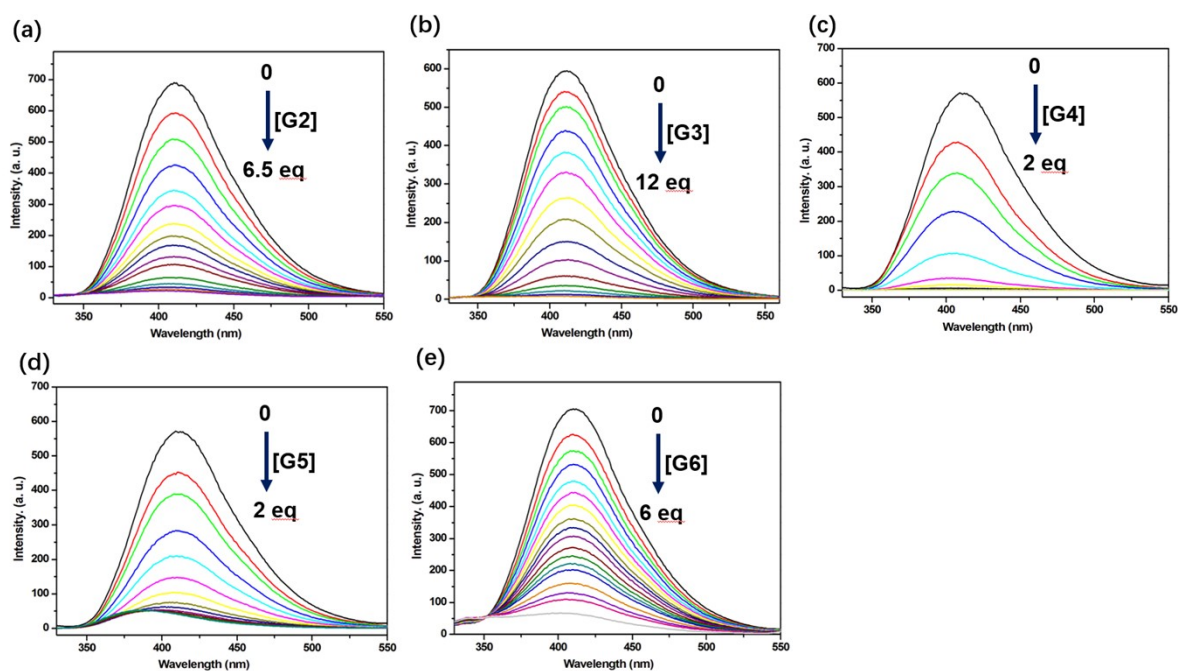 (a)
700
600
500
400
300
200
100
0
Intensity. (a. u.)
350 400 450 500 550
Wavelength (nm)
0
[G2]
6.5 eq
(b)
600
500
400
300
200
100
0
Intensity. (a. u.)
350 400 450 500 550
Wavelength (nm)
0
[G3]
12 eq
(c)
700
600
500
400
300
200
100
0
Intensity. (a. u.)
350 400 450 500 550
Wavelength (nm)
0
[G4]
2 eq
(d)
700
600
500
400
300
200
100
0
Intensity. (a. u.)
350 400 450 500 550
Wavelength (nm)
0
[G5]
2 eq
(e)
700
600
500
400
300
200
100
0
Intensity. (a. u.)
350 400 450 500 550
Wavelength (nm)
0
[G6]
6 eq